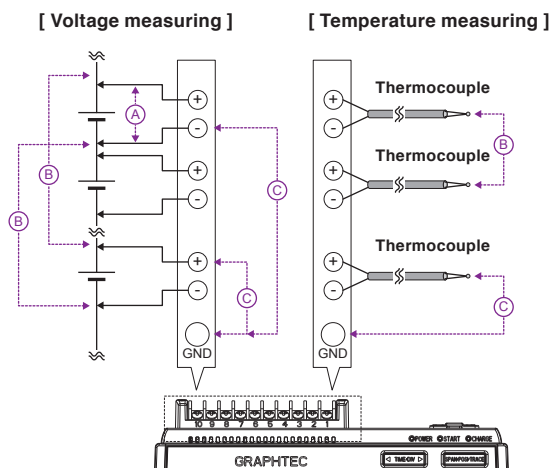 [ Voltage measuring ]
[ Temperature measuring ]
A
B
B
C
C
+
-
+
-
+
-
GND
Thermocouple
+
-
B
Thermocouple
+
-
Thermocouple
+
-
C
GND
10 9 8 7 6 5 4 3 2 1
POWER START CHARGE
GRAPHTEC
TIME/DIV
SPAN/POS/TRACE